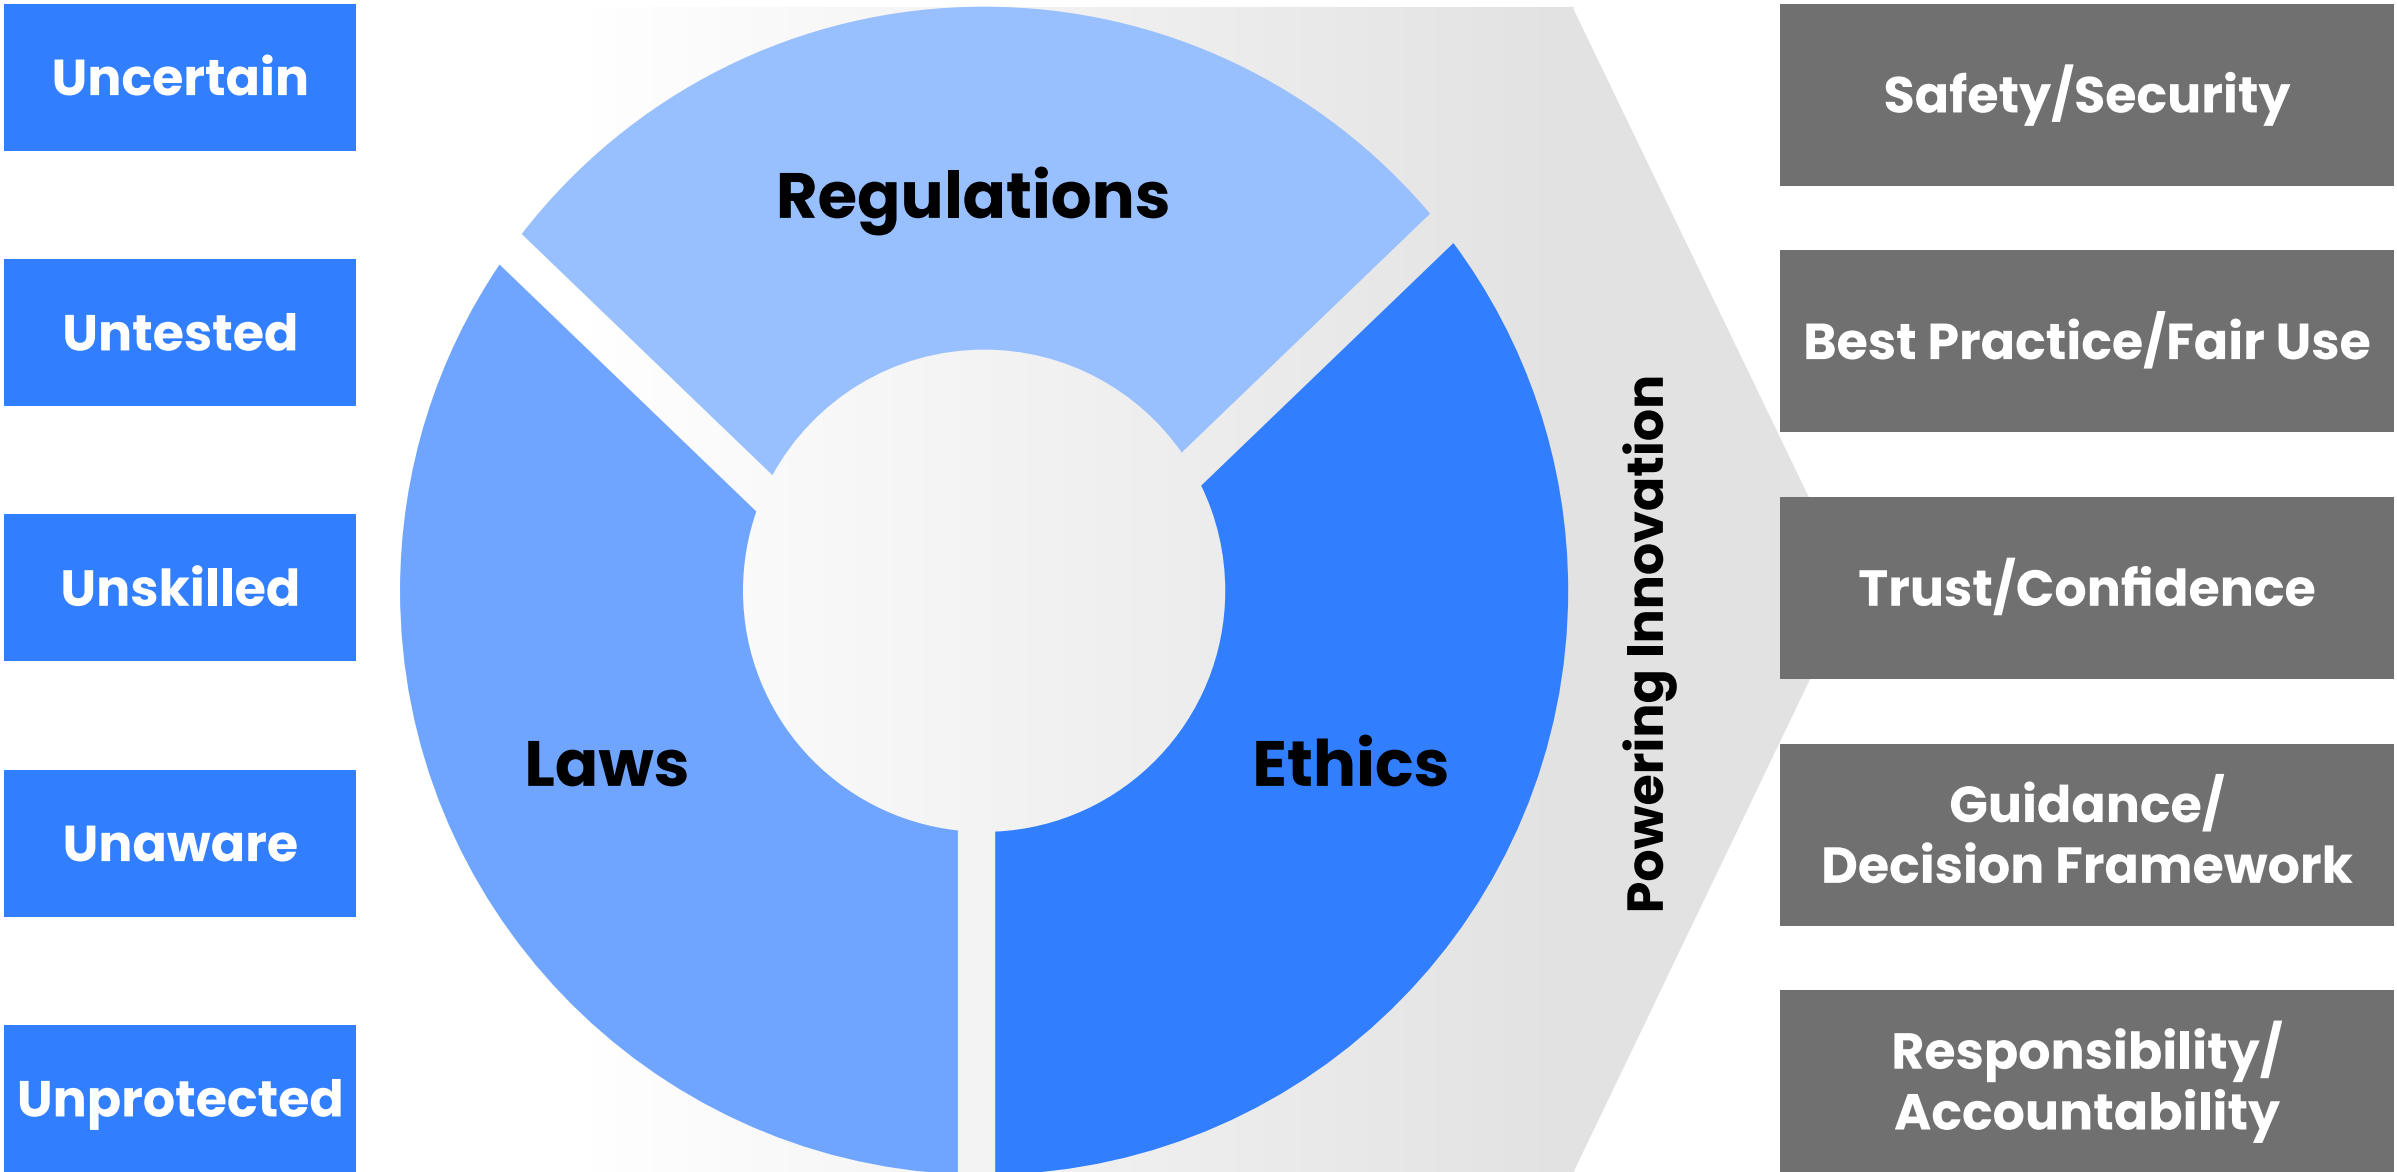 Uncertain
Untested
Unskilled
Unaware
Unprotected
Regulations
Laws
Ethics
Powering Innovation
Safety/Security
Best Practice/Fair Use
Trust/Confidence
Guidance/
Decision Framework
Responsibility/
Accountability